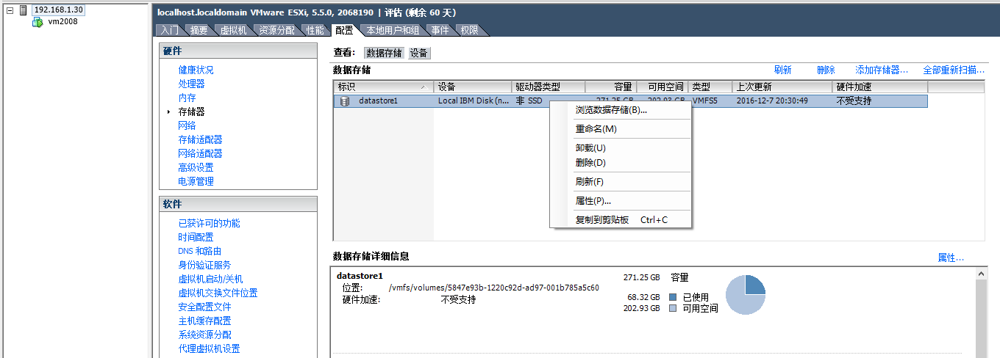 192.168.1.30
vm2008
localhost.localdomain VMware ESXi, 5.5.0, 2068190 | 评估 (剩余 60 天)
入门 摘要 虚拟机 资源分配 性能 配置 本地用户和组 事件 权限
硬件
健康状况
处理器
内存
存储器
网络
存储适配器
网络适配器
高级设置
电源管理
软件
已获许可的功能
时间配置
DNS 和路由
身份验证服务
虚拟机启动/关机
虚拟机交换文件位置
安全配置文件
主机缓存配置
系统资源分配
代理虚拟机设置
查看: 数据存储 设备
数据存储 刷新 删除 添加存储器... 全部重新扫描...
标识 设备 驱动器类型 容量 可用空间 类型 上次更新 硬件加速
datastore1 Local IBM Disk (n... 非 SSD 271.25 GB 202.93 GB VMFS5 2016-12-7 20:30:49 不受支持
浏览数据存储(B)...
重命名(M)
卸载(U)
删除(D)
刷新(F)
属性(P)...
复制到剪贴板 Ctrl+C
数据存储详细信息 属性...
datastore1 271.25 GB 容量
位置: /vmfs/volumes/5847e93b-1220c92d-ad97-001b785a5c60
硬件加速: 不受支持 68.32 GB 已使用
202.93 GB 可用空间